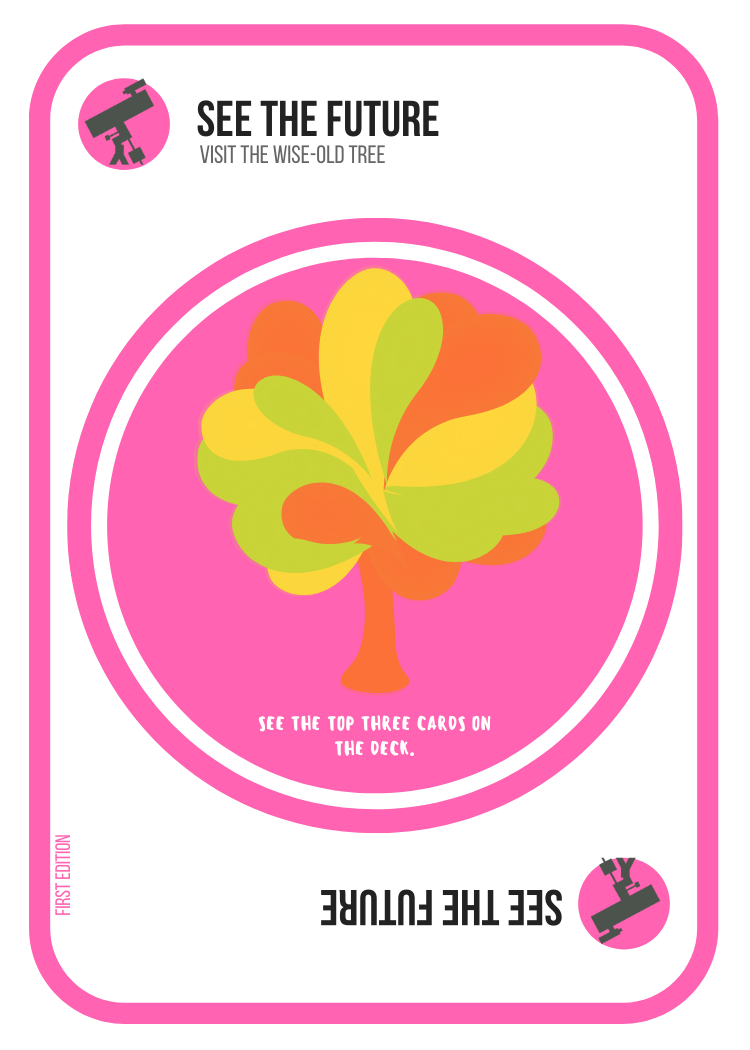 SEE THE FUTURE
VISIT THE WISE-OLD TREE
SEE THE TOP THREE CARDS ON
THE DECK.
FIRST EDITION
SEE THE FUTURE